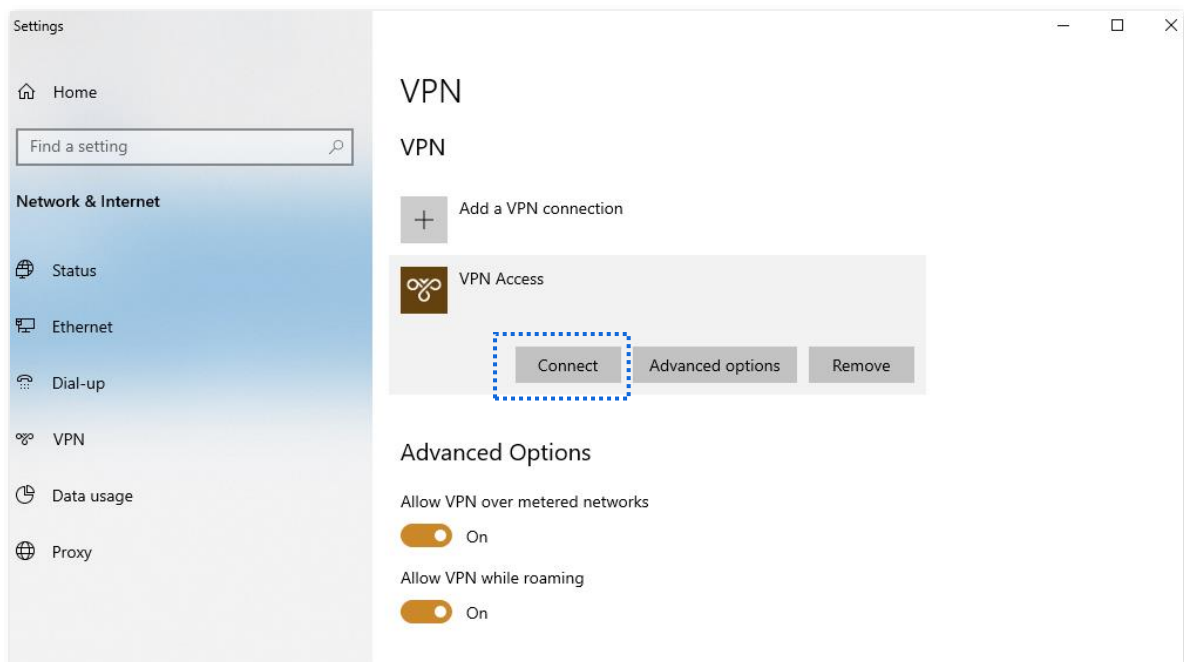 Settings
Home
Find a setting
Network & Internet
Status
Ethernet
Dial-up
VPN
Data usage
Proxy
VPN
VPN
Add a VPN connection
VPN Access
Connect Advanced options Remove
Advanced Options
Allow VPN over metered networks
On
Allow VPN while roaming
On